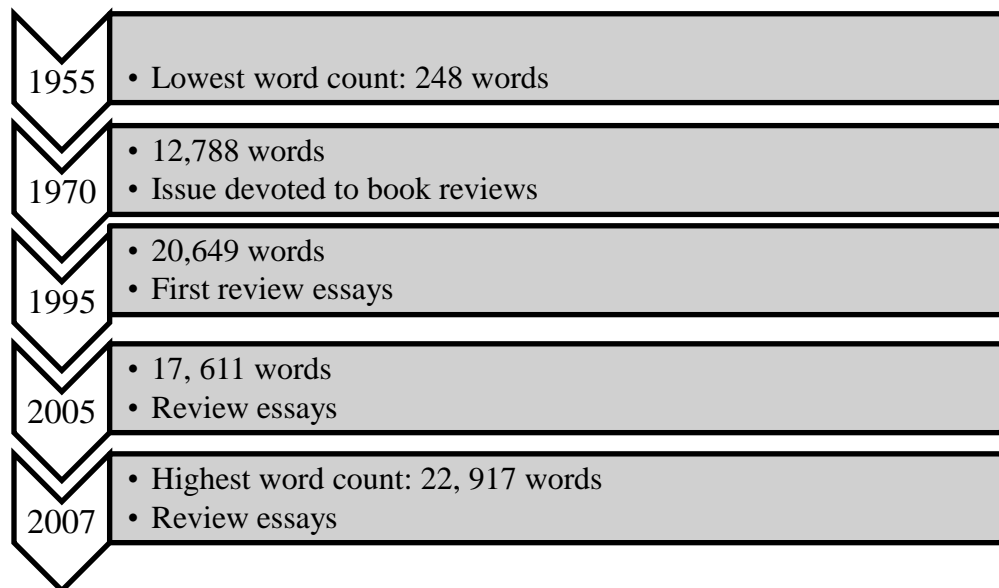 1955
• Lowest word count: 248 words
1970
• 12,788 words
• Issue devoted to book reviews
1995
• 20,649 words
• First review essays
2005
• 17, 611 words
• Review essays
2007
• Highest word count: 22, 917 words
• Review essays